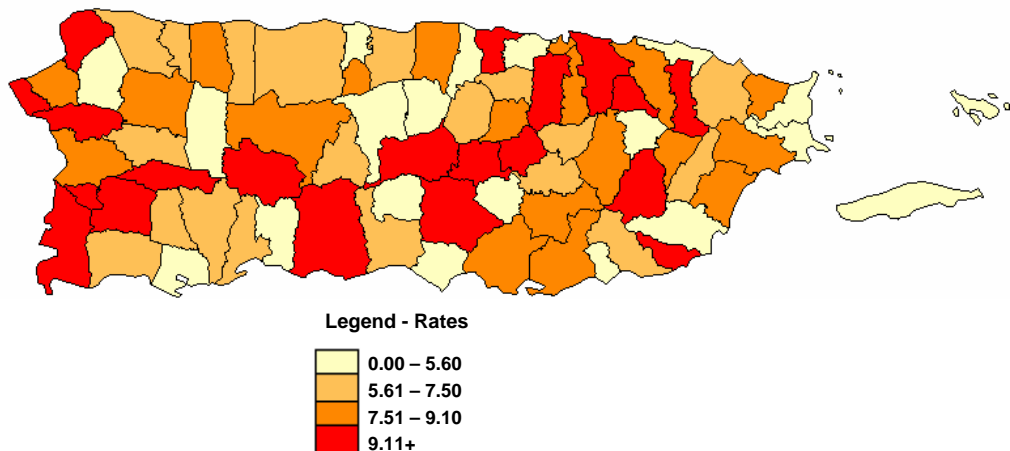 Legend - Rates
0.00 – 5.60
5.61 – 7.50
7.51 – 9.10
9.11+